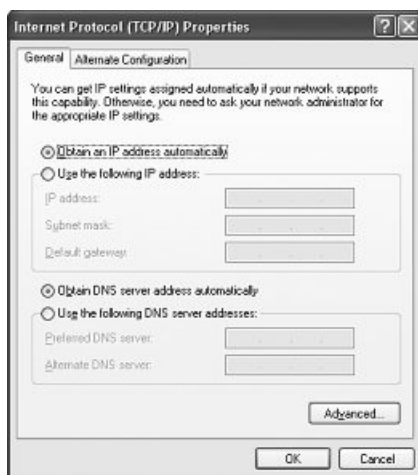 Internet Protocol (TCP/IP) Properties
General
Alternate Configuration
You can get IP settings assigned automatically if your network supports
this capability. Otherwise, you need to ask your network administrator for
the appropriate IP settings.
Obtain an IP address automatically
Use the following IP address:
IP address:
Subnet mask:
Default gateway:
Obtain DNS server address automatically
Use the following DNS server addresses:
Preferred DNS server:
Alternate DNS server:
Advanced...
OK
Cancel